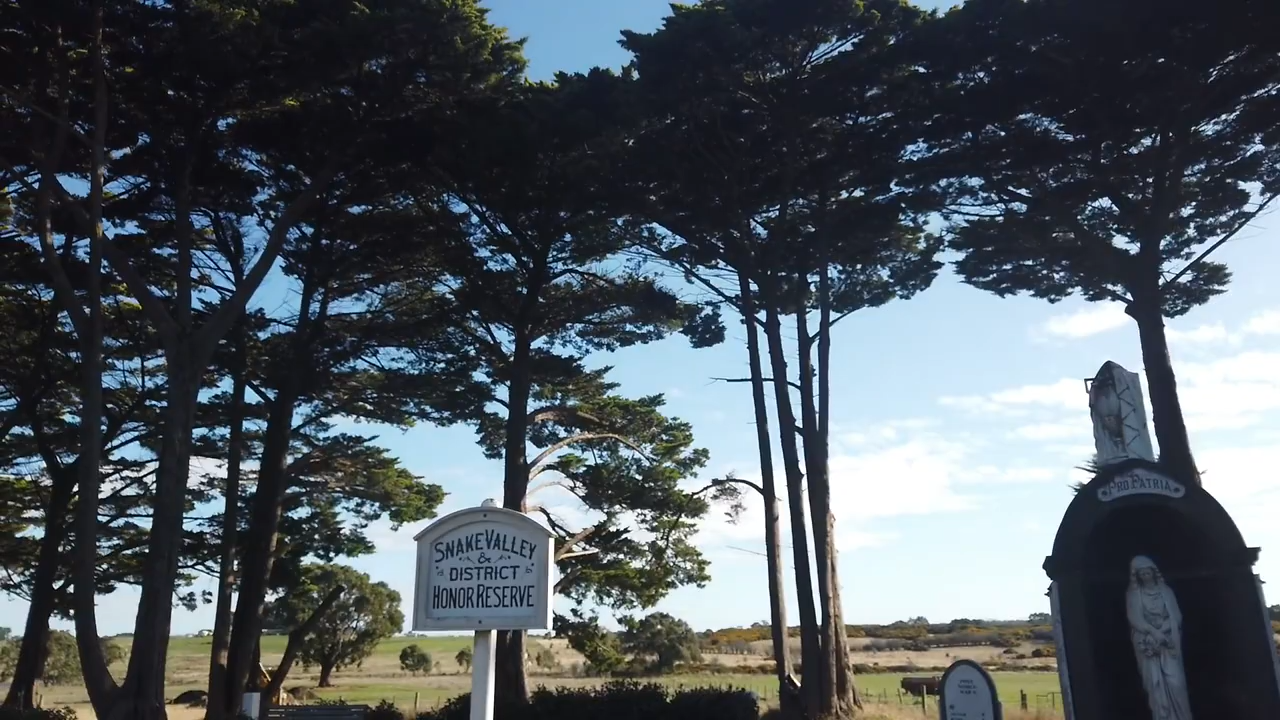 SNAKE VALLEY
&
DISTRICT
HONOR RESERVE
PRO PATRIA